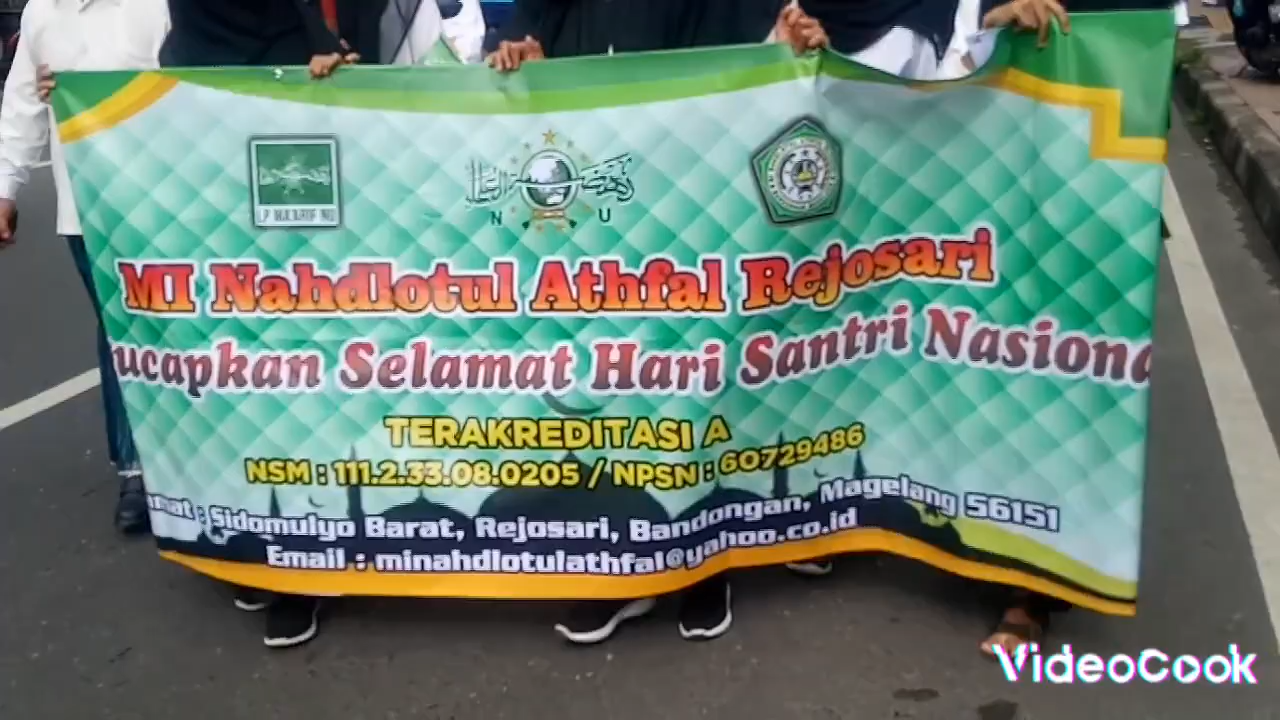 LP MA'ARIF NU
N U
MI Nahdlotul Athfal Rejosari
ucapkan Selamat Hari Santri Nasiona
TERAKREDITASI A
NSM : 111.2.33.08.0205 / NPSN : 60729486
mat : Sidomulyo Barat, Rejosari, Bandongan, Magelang 56151
Email : minahdlotulathfal@yahoo.co.id
VideoCook